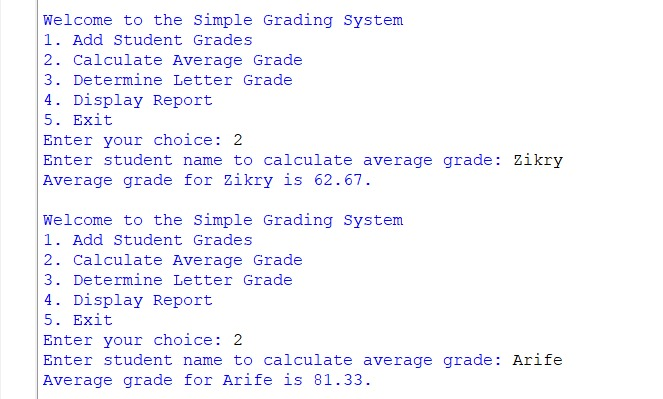 Welcome to the Simple Grading System
1. Add Student Grades
2. Calculate Average Grade
3. Determine Letter Grade
4. Display Report
5. Exit
Enter your choice: 2
Enter student name to calculate average grade: Zikry
Average grade for Zikry is 62.67.
Welcome to the Simple Grading System
1. Add Student Grades
2. Calculate Average Grade
3. Determine Letter Grade
4. Display Report
5. Exit
Enter your choice: 2
Enter student name to calculate average grade: Arife
Average grade for Arife is 81.33.